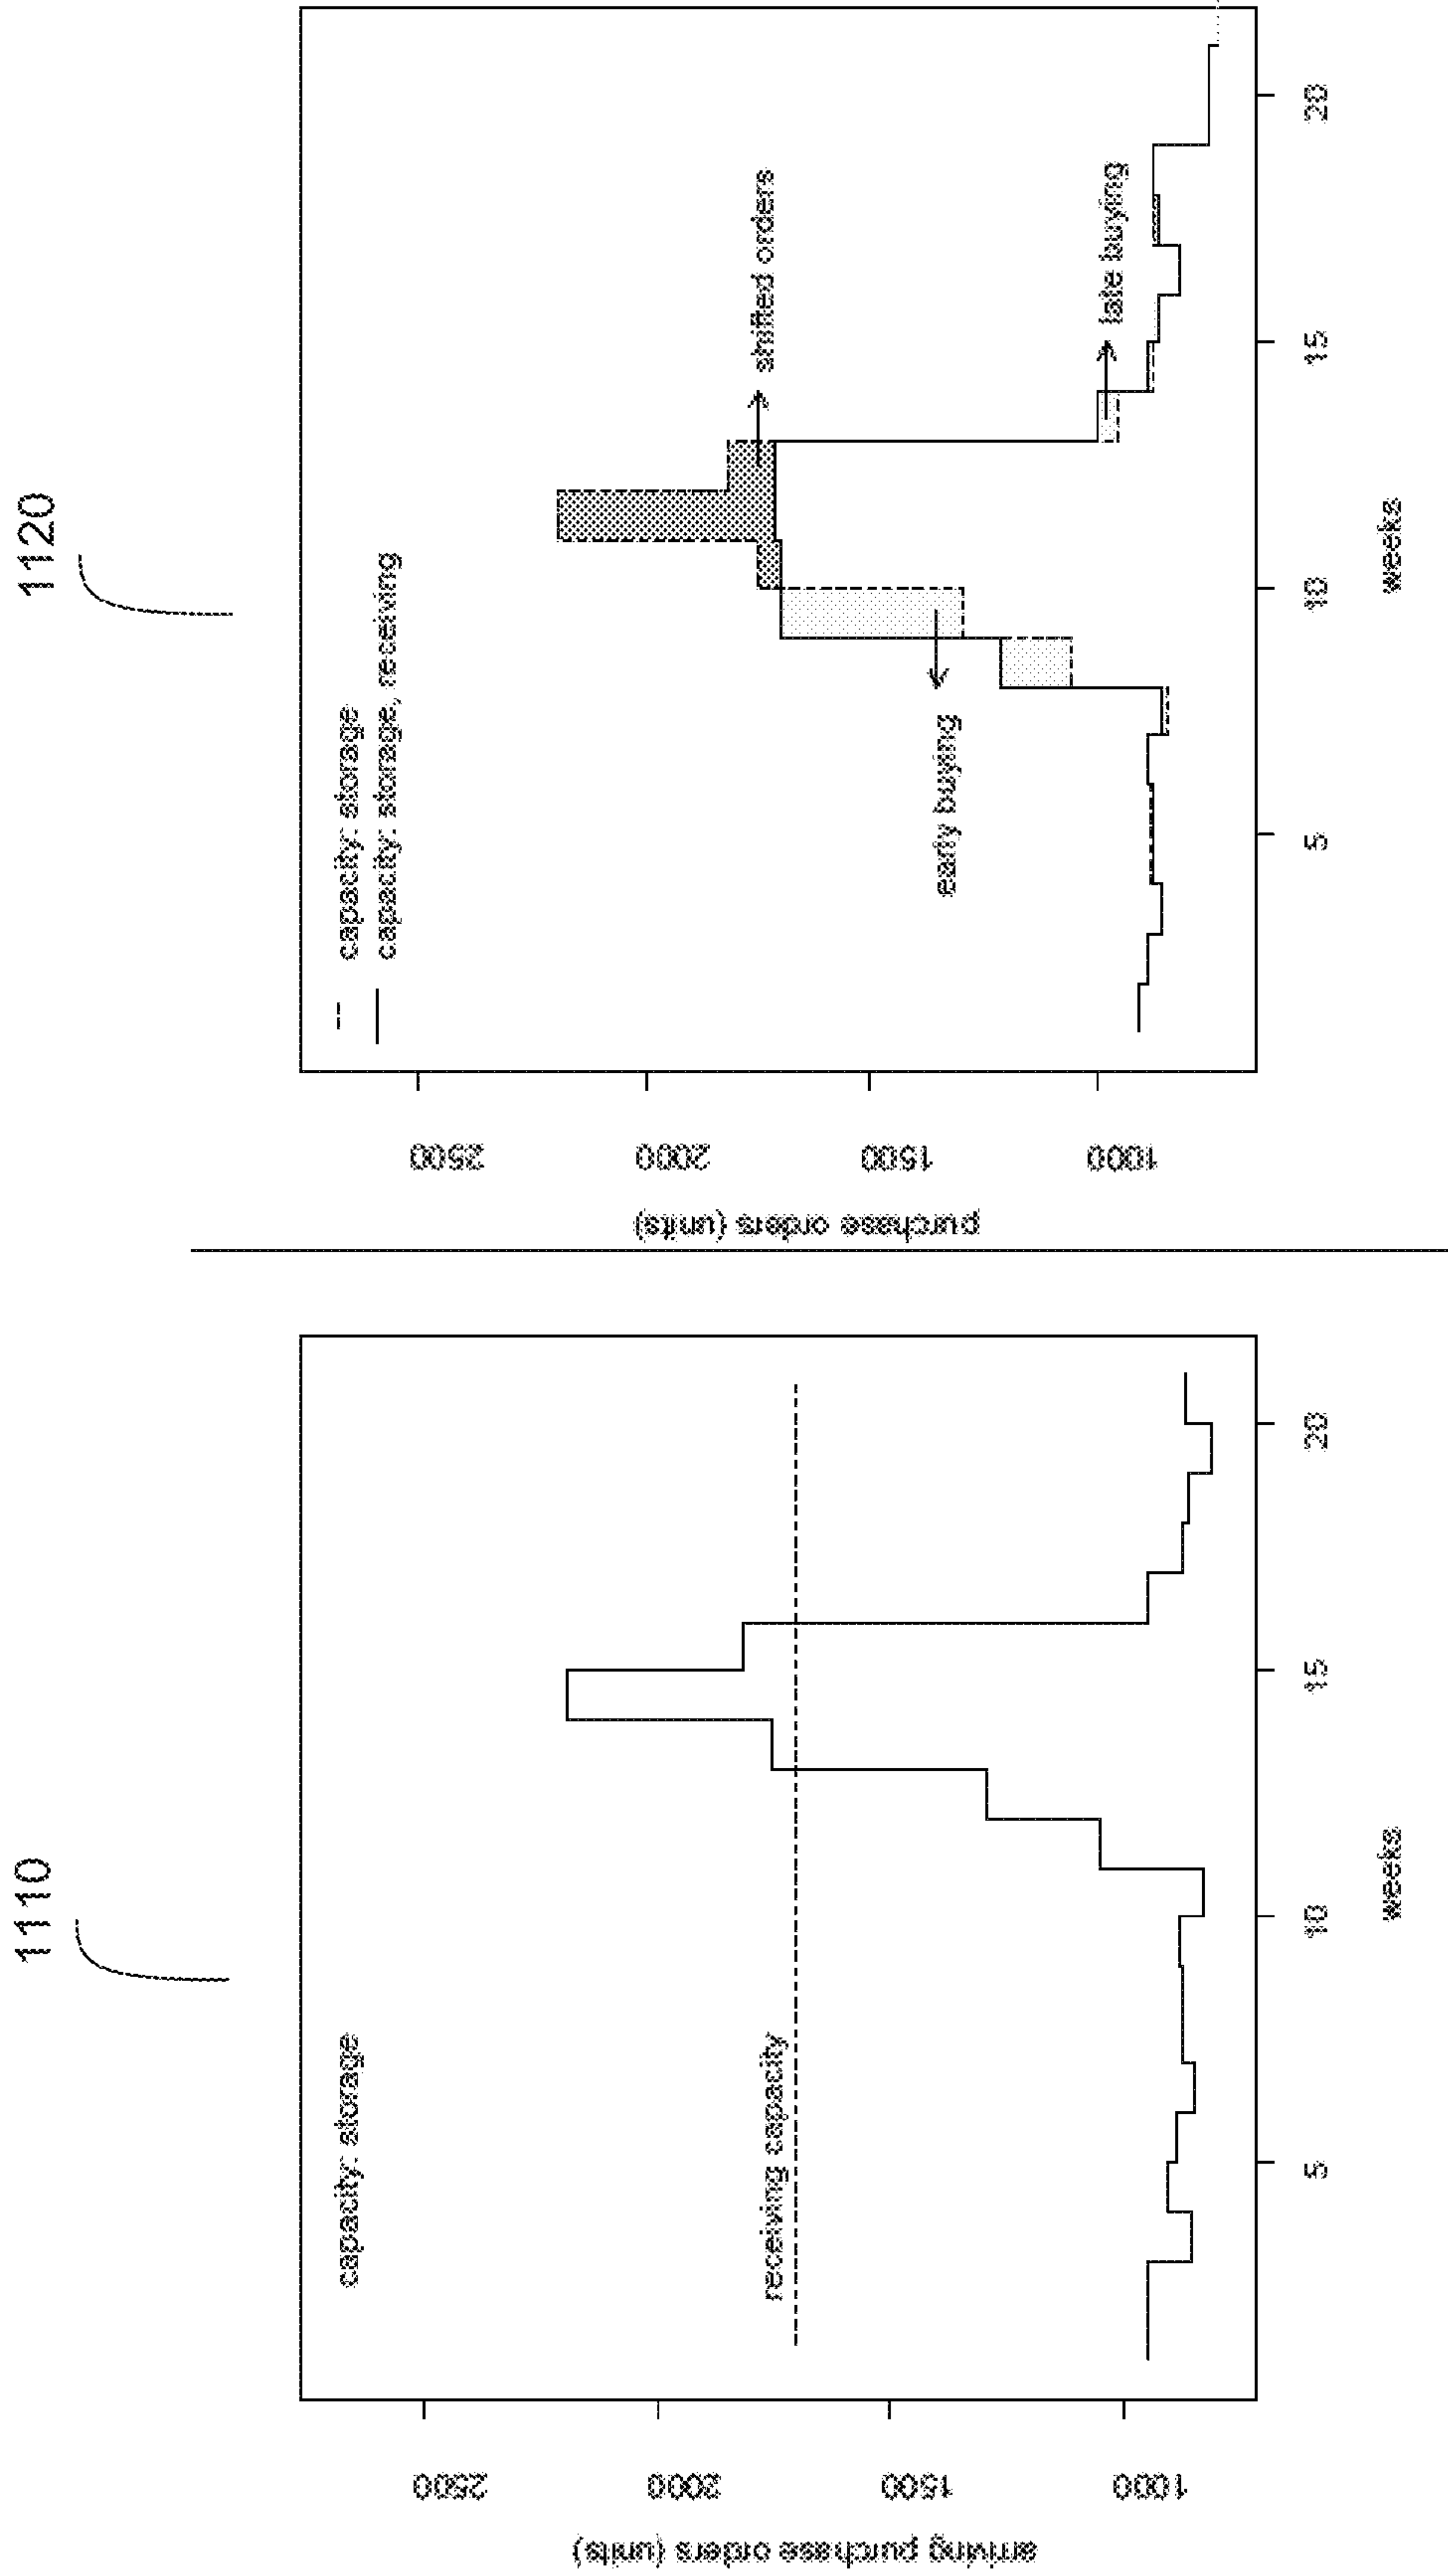 1110
capacity: storage
receiving capacity
arriving purchase orders (units)
2500
2000
1500
1000
5
10
15
20
weeks
1120
capacity: storage
capacity: storage, receiving
shifted orders
early buying
late buying
purchase orders (units)
2500
2000
1500
1000
5
10
15
20
weeks